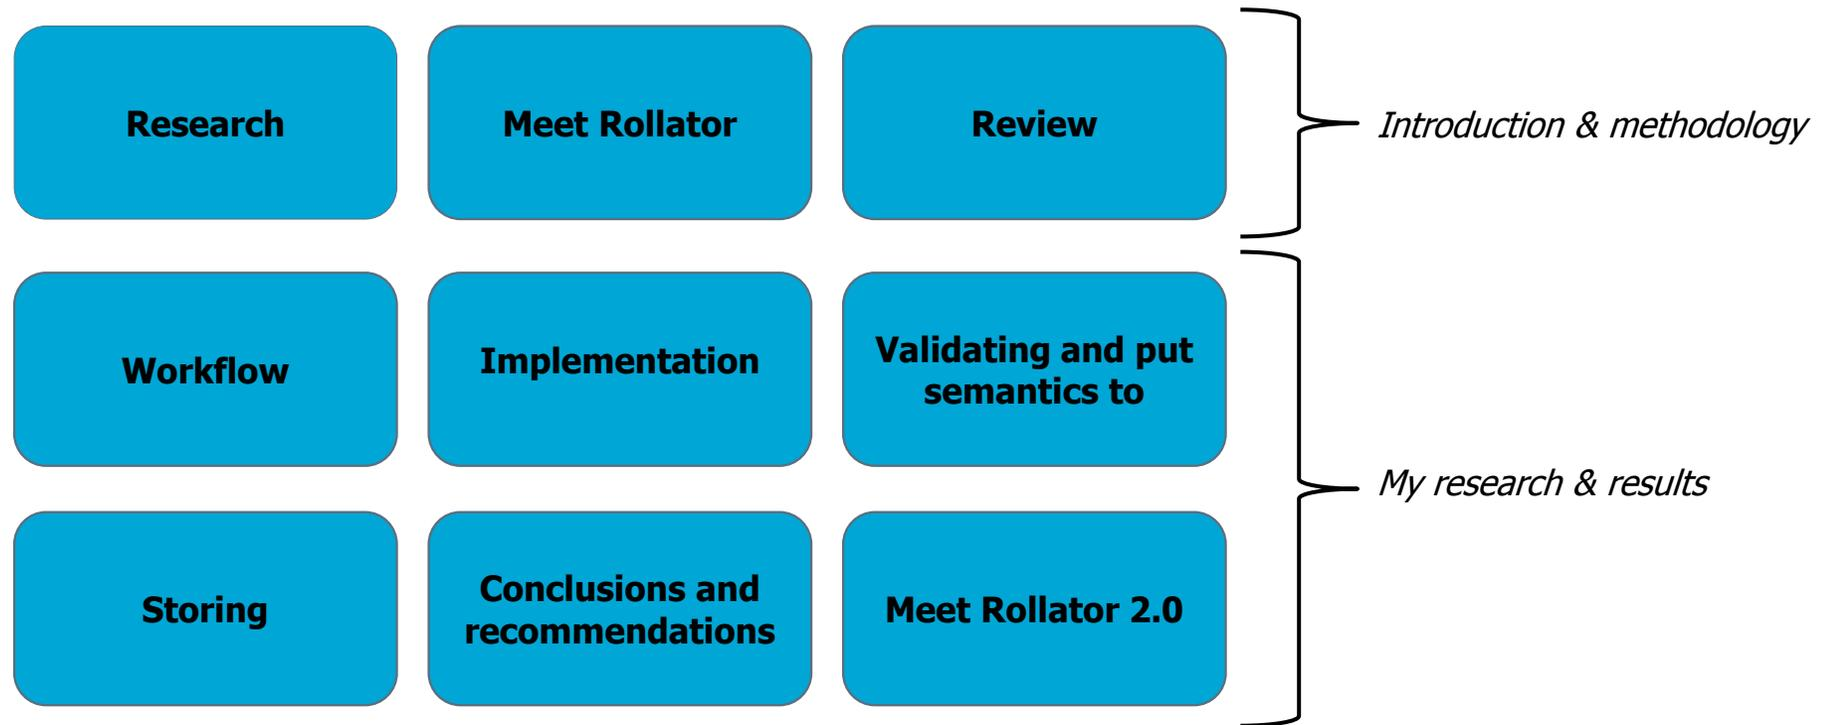 Research
Meet Rollator
Review
Introduction & methodology
Workflow
Implementation
Validating and put
semantics to
My research & results
Storing
Conclusions and
recommendations
Meet Rollator 2.0